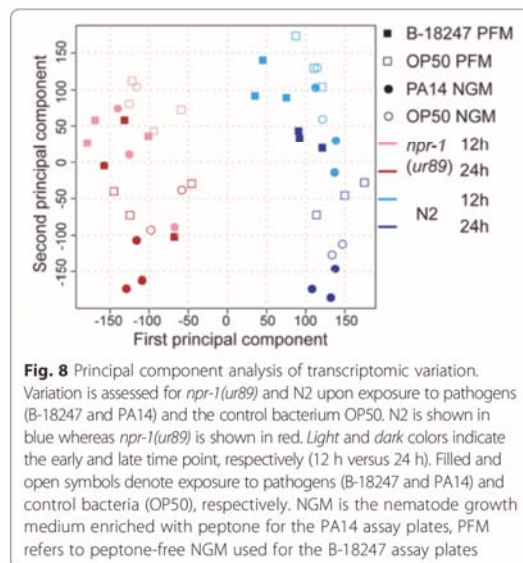 B-18247 PFM
OP50 PFM
PA14 NGM
OP50 NGM
npr-1 12h
(ur89) 24h
12h
N2
24h
Second principal component
150
100
50
0
-50
-100
-150
-150 -100 -50 0 50 100 150
First principal component
Fig. 8 Principal component analysis of transcriptomic variation.
Variation is assessed for npr-1(ur89) and N2 upon exposure to pathogens
(B-18247 and PA14) and the control bacterium OP50. N2 is shown in
blue whereas npr-1(ur89) is shown in red. Light and dark colors indicate
the early and late time point, respectively (12 h versus 24 h). Filled and
open symbols denote exposure to pathogens (B-18247 and PA14) and
control bacteria (OP50), respectively. NGM is the nematode growth
medium enriched with peptone for the PA14 assay plates, PFM
refers to peptone-free NGM used for the B-18247 assay plates